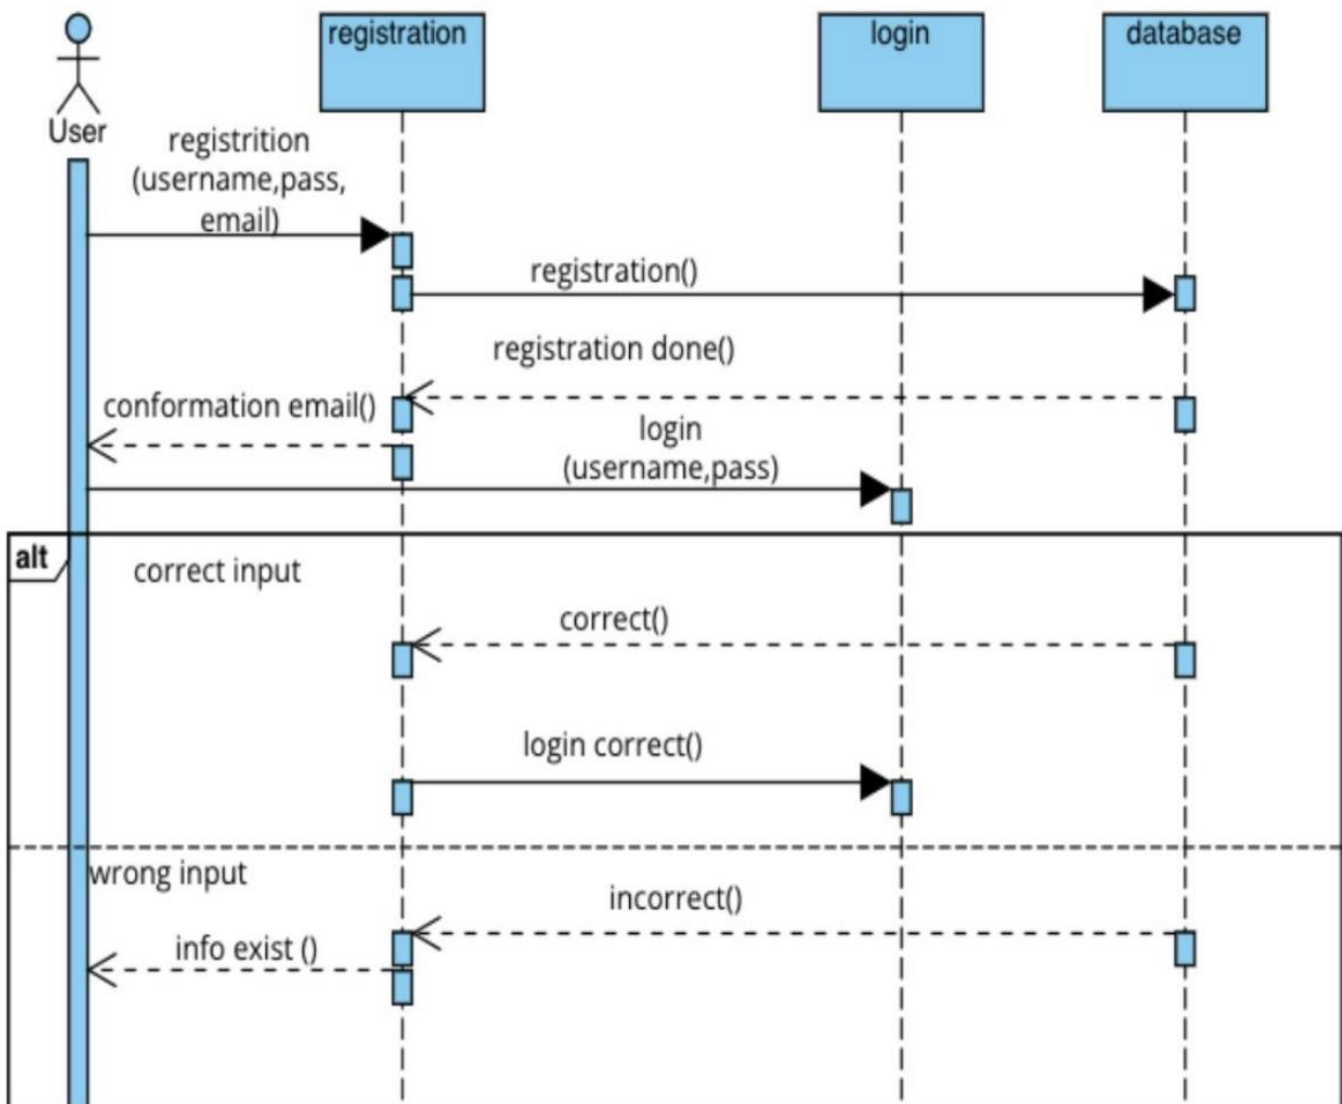 registration
login
database
User
registrition
(username,pass,
email)
registration()
registration done()
conformation email()
login
(username,pass)
alt
correct input
correct()
login correct()
wrong input
incorrect()
info exist ()